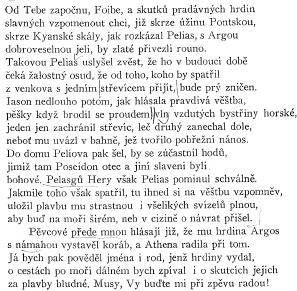 Od Tebe započnu, Foibe, a skutků pradávných hrdin
slavných vzpomenout chci, již skrze úžinu Pontskou,
skrze Kyanské skály, jak rozkázal Pelias, s Argou
dobroveselnou jeli, by zlaté přivezli rouno.
Takovou Pelias uslyšel zvěst, že ho v budoucí době
čeká žalostný osud, že od toho, koho by spatřil
z venkova s jedním střevícem přijít, bude prý zničen.
Iason nedlouho potom, jak hlásala pravdivá věštba,
pěšky když brodil se proudem vln vzdutých bystřiny horské,
jeden jen zachránil střevíc, leč druhý zanechal dole,
neboť mu uvázl v bahně, jež tvořilo pobřežní nános.
Do domu Peliova pak šel, by se zúčastnil hodů,
jimiž tam Poseidon otec a jiní slaveni byli
bohové. Pelasgů Hery však Pelias pominul schválně.
Jakmile toho však spatřil, tu ihned si na věštbu vzpomněv,
uložil plavbu mu strastnou i všelikých svízelů plnou,
aby buď na moři širém, neb v cizině o návrat přišel.
Pěvcové přede mnou hlásají již, že mu hrdina Argos
s námahou vystavěl koráb, a Athena radila při tom.
Já bych pak pověděl jména i rod, jenž hrdiny vydal,
o cestách po moři dálném bych zpíval i o skutcích jejich
za plavby bludné. Musy, Vy buďte mi při zpěvu radou!